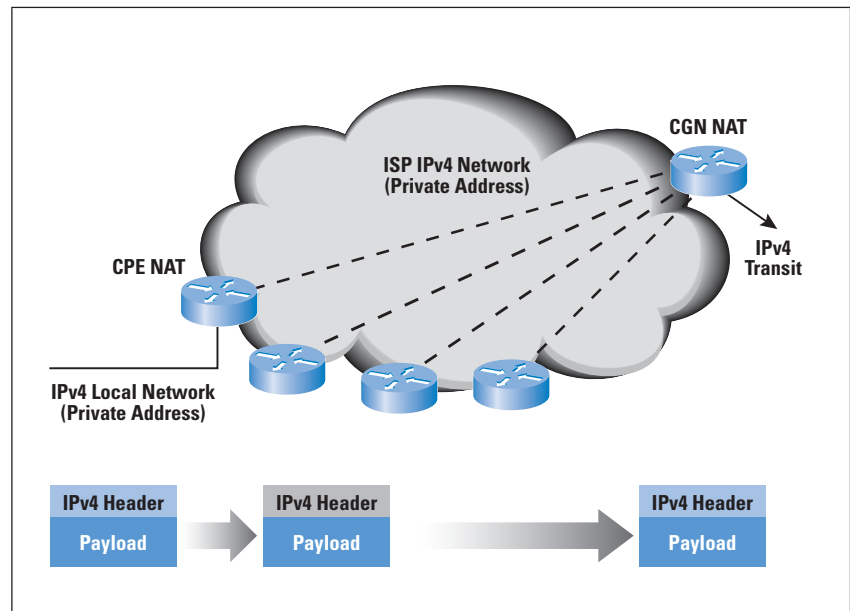 CGN NAT
ISP IPv4 Network
(Private Address)
IPv4
Transit
CPE NAT
IPv4 Local Network
(Private Address)
IPv4 Header
Payload
IPv4 Header
Payload
IPv4 Header
Payload